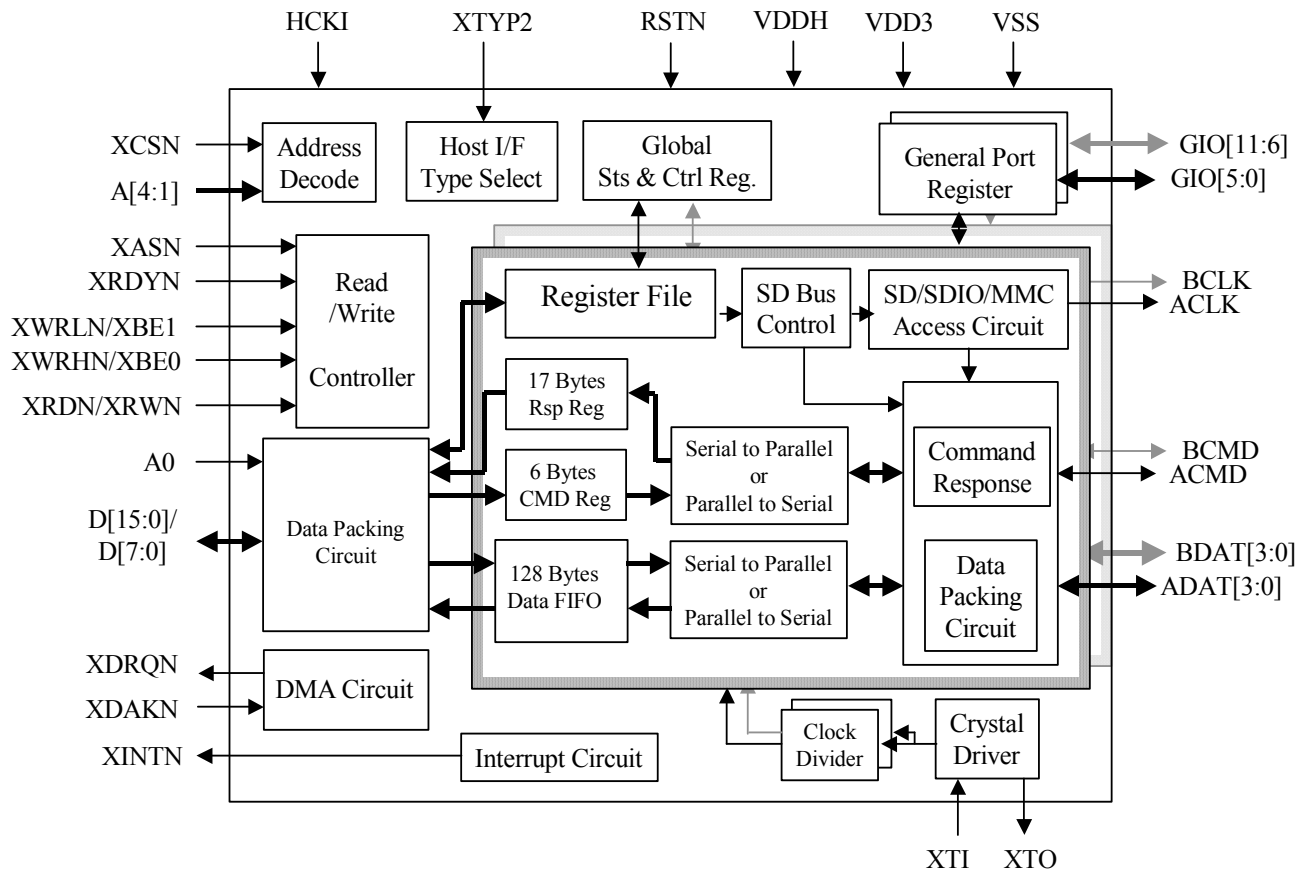 HCKI
XTYP2
RSTN
VDDH
VDD3
VSS
XCSN
A[4:1]
Address
Decode
Host I/F
Type Select
Global
Sts & Ctrl Reg.
General Port
Register
GIO[11:6]
GIO[5:0]
XASN
XRDYN
XWRLN/XBE1
XWRHN/XBE0
XRDN/XRWN
Read
/Write
Controller
Register File
SD Bus
Control
SD/SDIO/MMC
Access Circuit
BCLK
ACLK
17 Bytes
Rsp Reg
6 Bytes
CMD Reg
Serial to Parallel
or
Parallel to Serial
Command
Response
BCMD
ACMD
A0
D[15:0]/
D[7:0]
Data Packing
Circuit
128 Bytes
Data FIFO
Serial to Parallel
or
Parallel to Serial
Data
Packing
Circuit
BDAT[3:0]
ADAT[3:0]
XDRQN
XDAKN
DMA Circuit
XINTN
Interrupt Circuit
Clock
Divider
Crystal
Driver
XTI
XTO